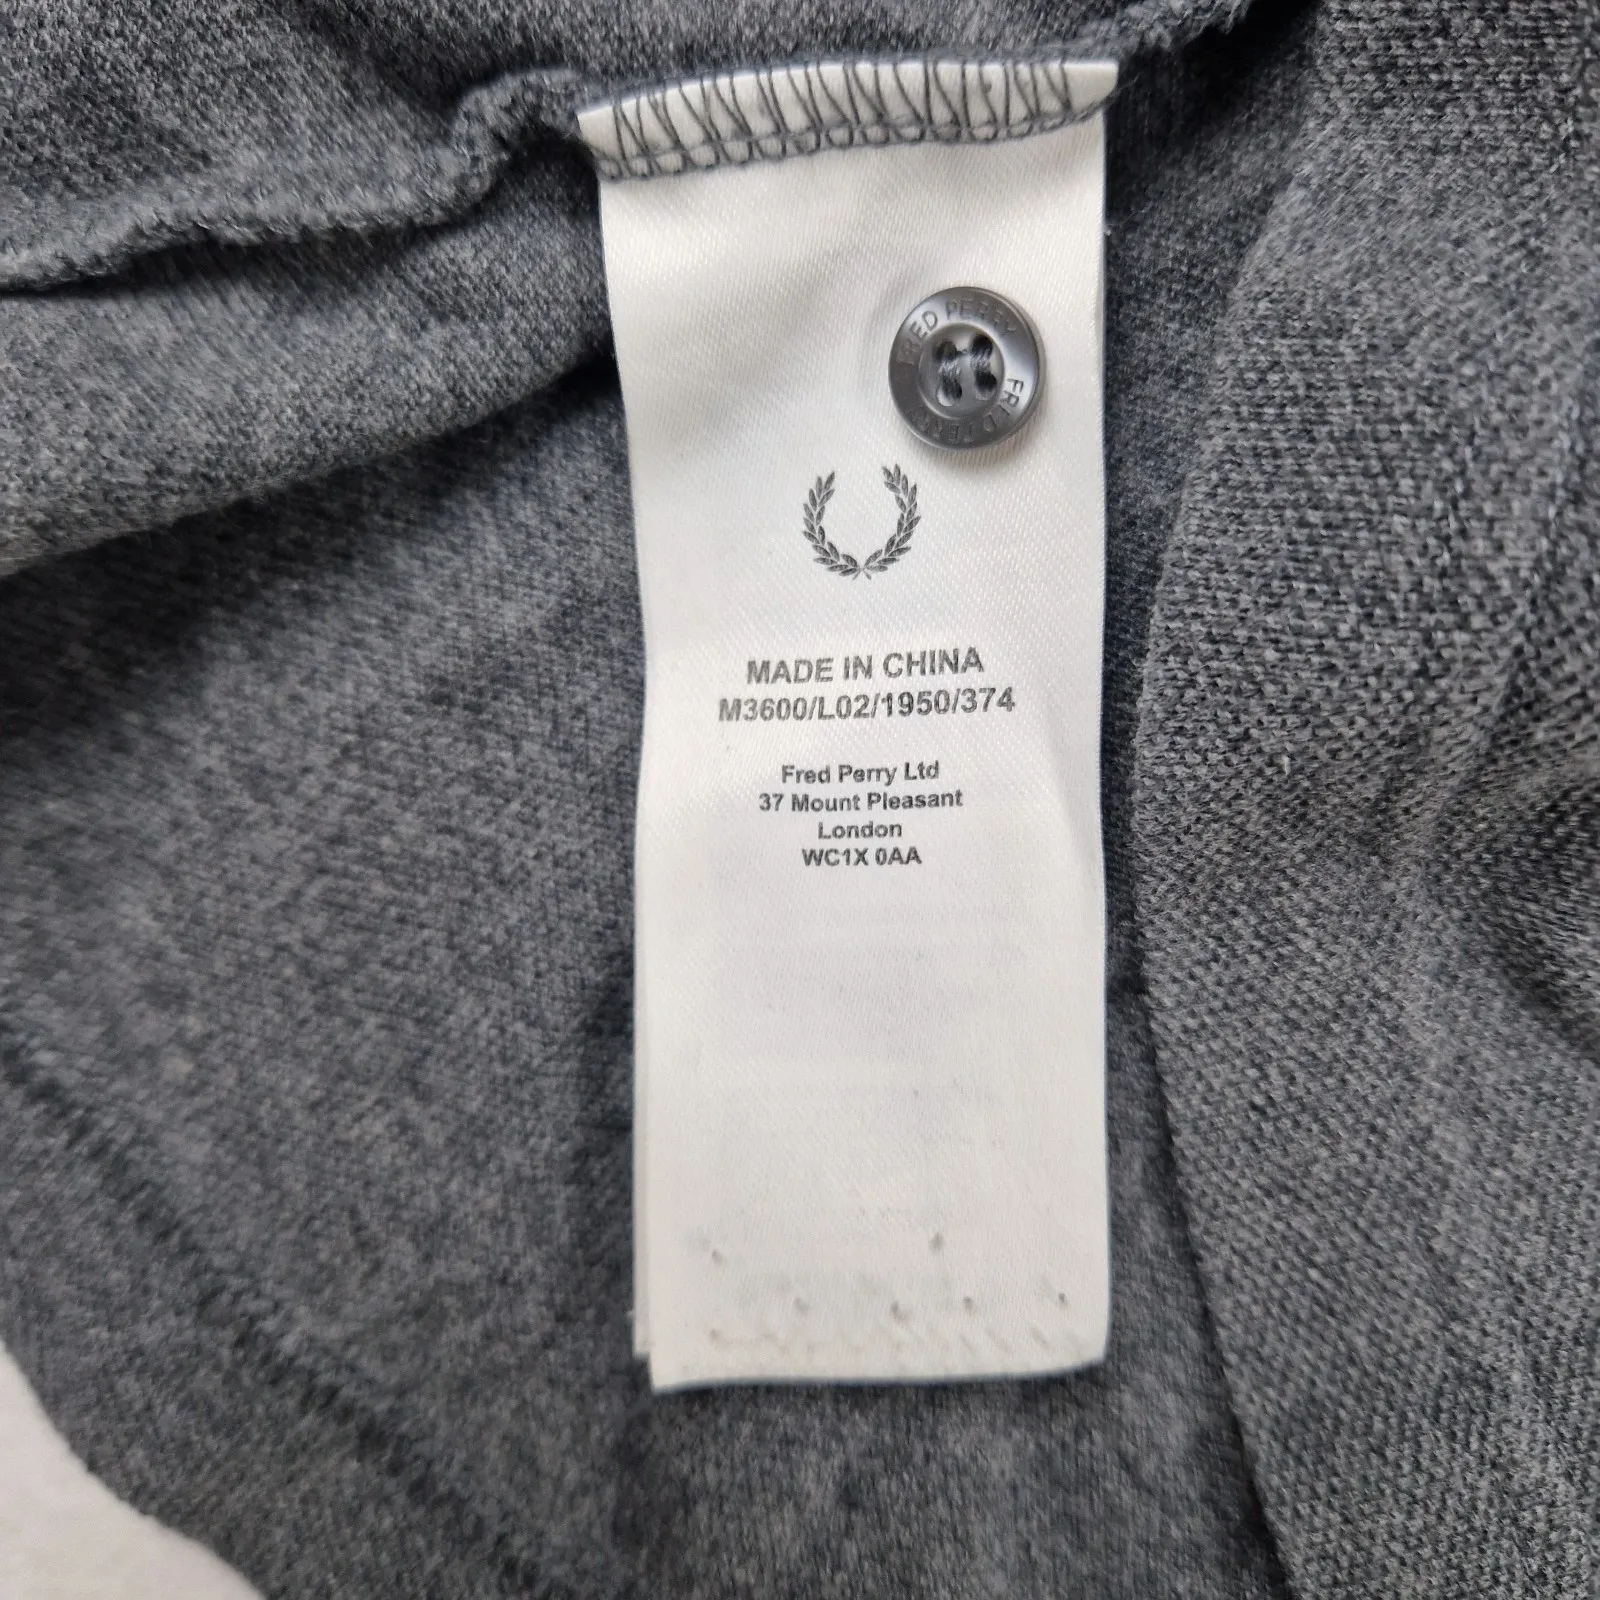 FRED PERRY
FRED PERRY
MADE IN CHINA
M3600/L02/1950/374
Fred Perry Ltd
37 Mount Pleasant
London
WC1X 0AA